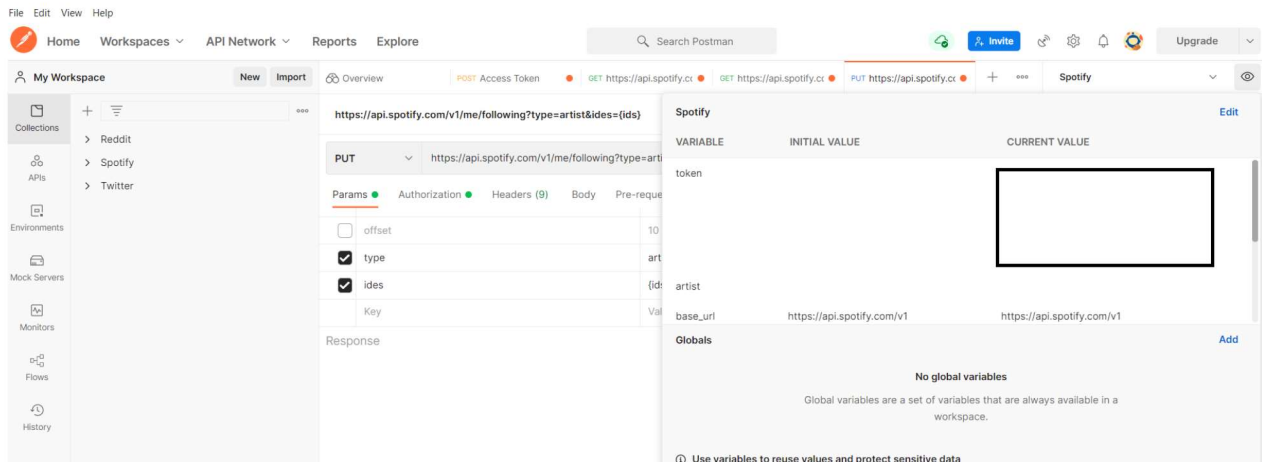 File Edit View Help
Home Workspaces API Network Reports Explore Search Postman Invite Upgrade
My Workspace New Import Overview POST Access Token GET https://api.spotify.cc GET https://api.spotify.cc PUT https://api.spotify.cc Spotify
Collections
APIs
Environments
Mock Servers
Monitors
Flows
History
Reddit
Spotify
Twitter
https://api.spotify.com/v1/me/following?type=artist&ides={ids}
PUT https://api.spotify.com/v1/me/following?type=arti
Params Authorization Headers (9) Body Pre-reque
offset 10
type art
ides {ids
Key Val
Response
Spotify Edit
VARIABLE INITIAL VALUE CURRENT VALUE
token
artist
base_url https://api.spotify.com/v1 https://api.spotify.com/v1
Globals Add
No global variables
Global variables are a set of variables that are always available in a
workspace.
Use variables to reuse values and protect sensitive data